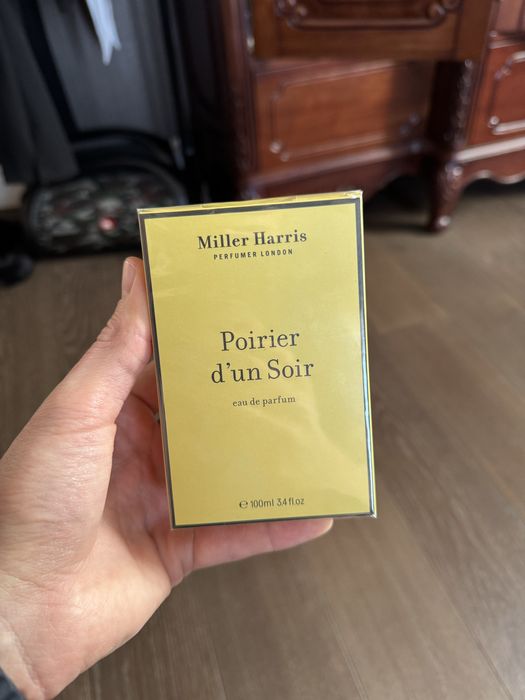 Miller Harris
PERFUMER LONDON
Poirier
d'un Soir
eau de parfum
℮ 100ml 3.4 fl.oz